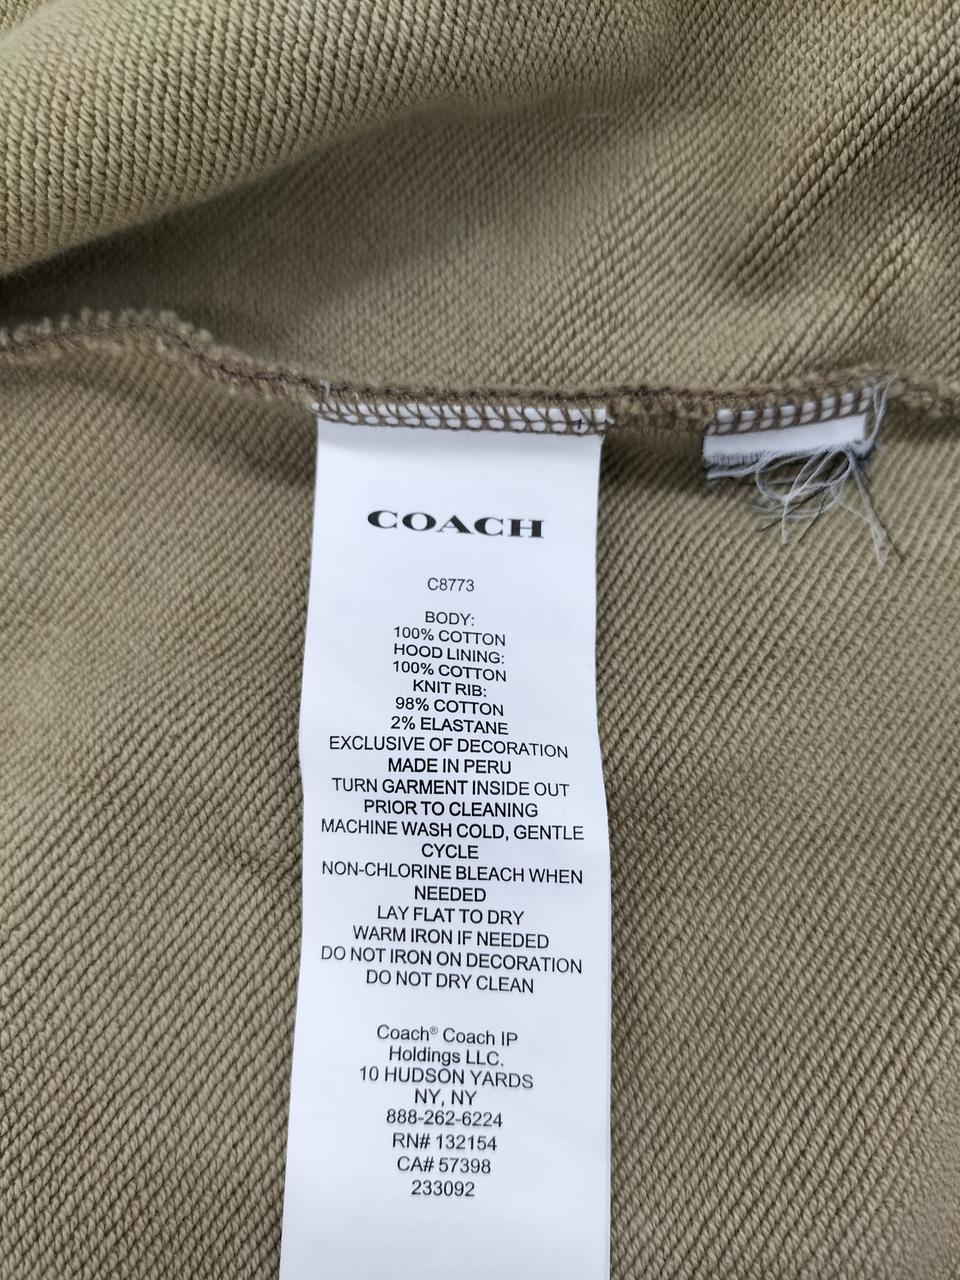 COACH
C8773
BODY:
100% COTTON
HOOD LINING:
100% COTTON
KNIT RIB:
98% COTTON
2% ELASTANE
EXCLUSIVE OF DECORATION
MADE IN PERU
TURN GARMENT INSIDE OUT
PRIOR TO CLEANING
MACHINE WASH COLD, GENTLE
CYCLE
NON-CHLORINE BLEACH WHEN
NEEDED
LAY FLAT TO DRY
WARM IRON IF NEEDED
DO NOT IRON ON DECORATION
DO NOT DRY CLEAN
Coach® Coach IP
Holdings LLC.
10 HUDSON YARDS
NY, NY
888-262-6224
RN# 132154
CA# 57398
233092